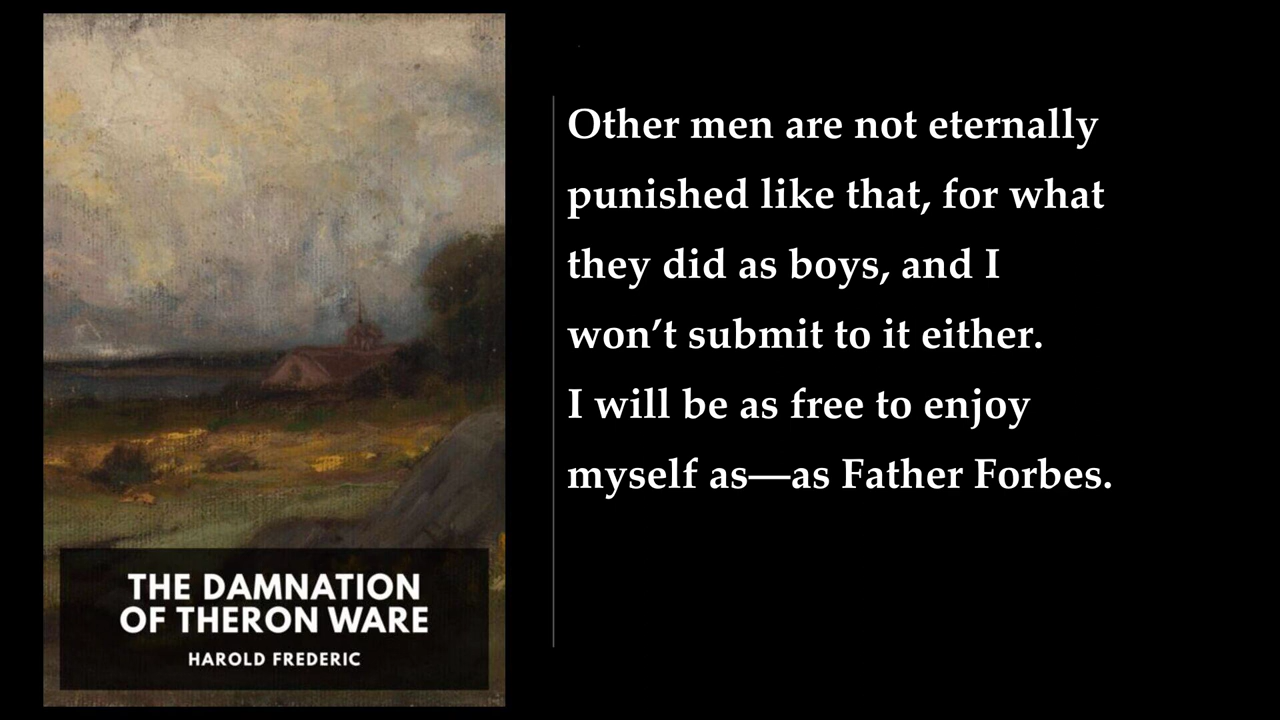 THE DAMNATION
OF THERON WARE
HAROLD FREDERIC
Other men are not eternally
punished like that, for what
they did as boys, and I
won’t submit to it either.
I will be as free to enjoy
myself as—as Father Forbes.